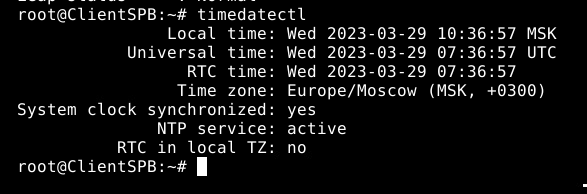 root@ClientSPB:~# timedatectl
Local time: Wed 2023-03-29 10:36:57 MSK
Universal time: Wed 2023-03-29 07:36:57 UTC
RTC time: Wed 2023-03-29 07:36:57
Time zone: Europe/Moscow (MSK, +0300)
System clock synchronized: yes
NTP service: active
RTC in local TZ: no
root@ClientSPB:~#